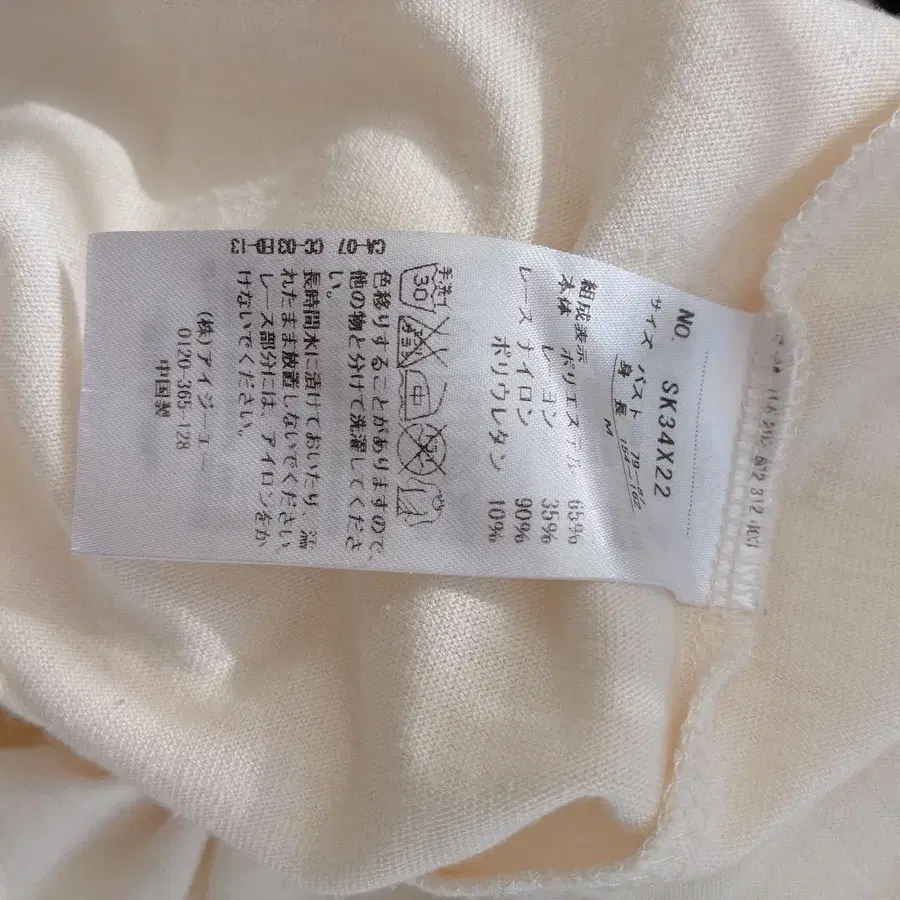 NO. SK34X22
サイズ バスト 79-
身長 154-162
M
組成表示
本体 ポリエステル 65%
レーヨン 35%
レース ナイロン 90%
ポリウレタン 10%
手洗イ
30
中
色移りすることがありますので、
他の物と分けて洗濯してくださ
い。
長時間水に漬けておいたり、濡
れたまま放置しないでください。
レース部分には、アイロンをか
けないでください。
(株)アイジーエー
0120-365-128
中国製